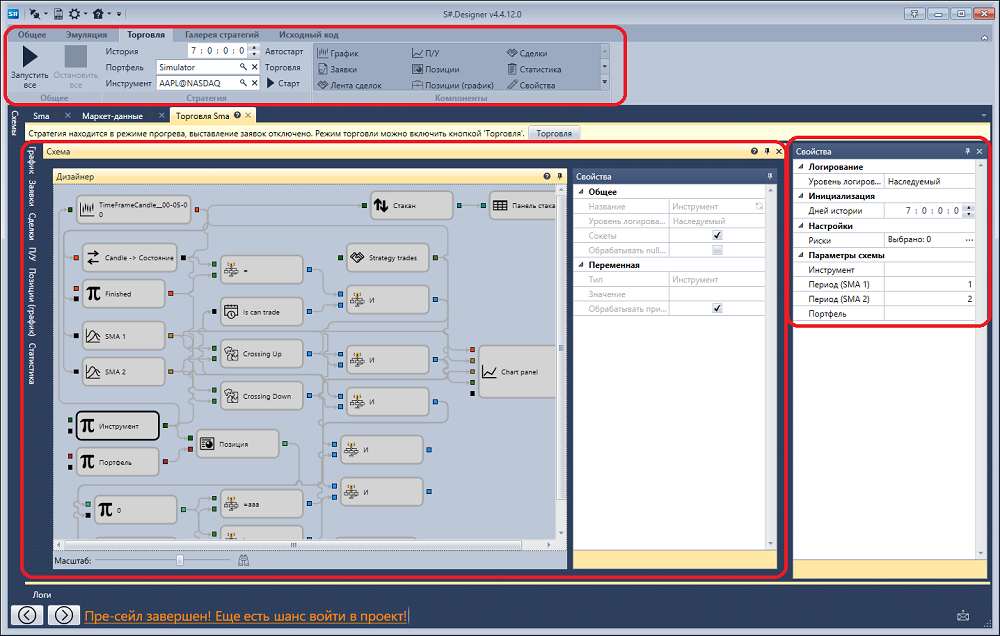 S#
S#.Designer v4.4.12.0
Общее Эмуляция Торговля Галерея стратегий Исходный код
Запустить все
Остановить все
Общее
История 7 : 0 : 0 : 0 Автостарт
Портфель Simulator Торговля
Инструмент AAPL@NASDAQ Старт
Стратегия
График П/У Сделки
Заявки Позиции Статистика
Лента сделок Позиции (график) Свойства
Компоненты
Схемы
Sma Маркет-данные Торговля Sma
Стратегия находится в режиме прогрева, выставление заявок отключено. Режим торговли можно включить кнопкой 'Торговля'. Торговля
График Заявки Сделки П/У Позиции (график) Статистика
Схема
Дизайнер
TimeFrameCandle__00-05-00
Стакан
Панель стака
Candle -> Состояние
=
Strategy trades
Finished
И
Is can trade
SMA 1
Crossing Up
И
Chart panel
SMA 2
Crossing Down
И
Инструмент
Позиция
И
Портфель
И
0
=aaa
Масштаб:
Свойства
Общее
Название Инструмент
Уровень логирова... Наследуемый
Сокеты
Обрабатывать null...
Переменная
Тип Инструмент
Значение
Обрабатывать при...
Свойства
Логирование
Уровень логиров... Наследуемый
Инициализация
Дней истории 7 : 0 : 0 : 0
Настройки
Риски Выбрано: 0 ...
Параметры схемы
Инструмент
Период (SMA 1) 1
Период (SMA 2) 2
Портфель
Логи
Пре-сейл завершен! Еще есть шанс войти в проект!